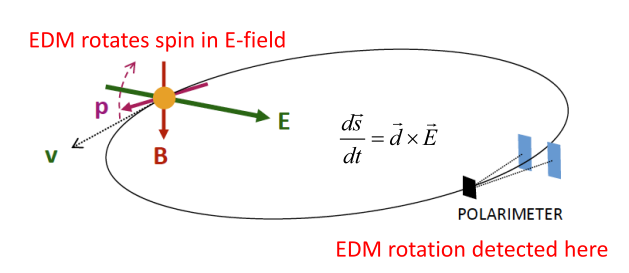 EDM rotates spin in E-field
p
E
v
B
ds⃗/dt = d⃗ × E⃗
POLARIMETER
EDM rotation detected here